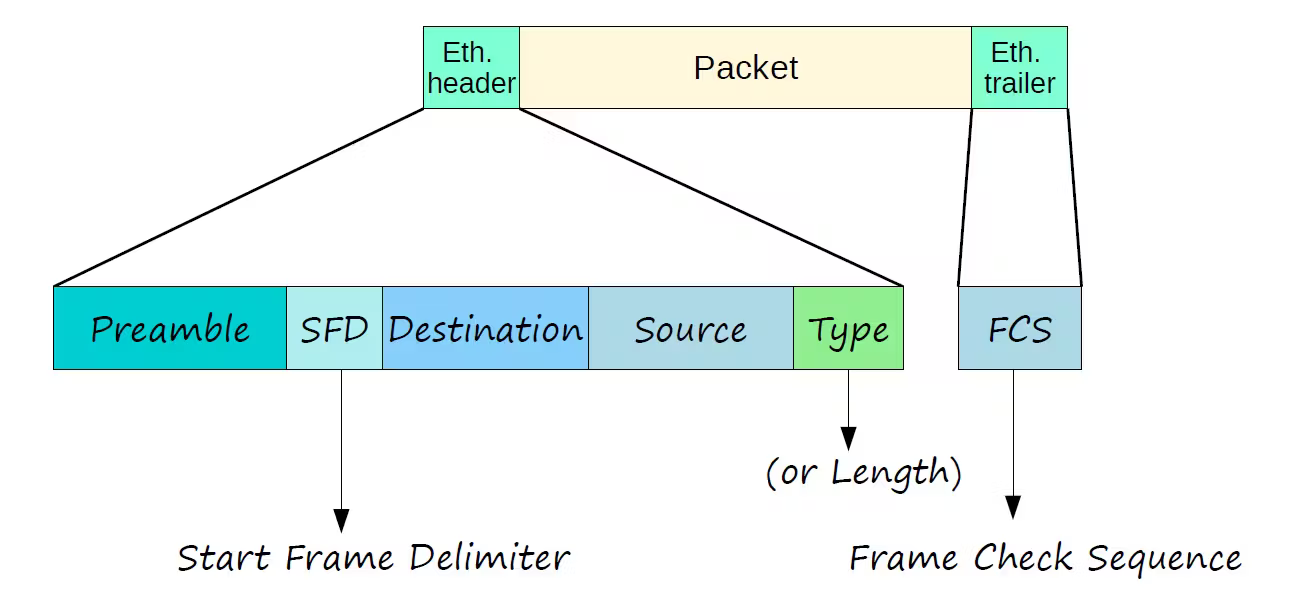 Eth.
header
Packet
Eth.
trailer
Preamble
SFD
Destination
Source
Type
FCS
(or Length)
Start Frame Delimiter
Frame Check Sequence